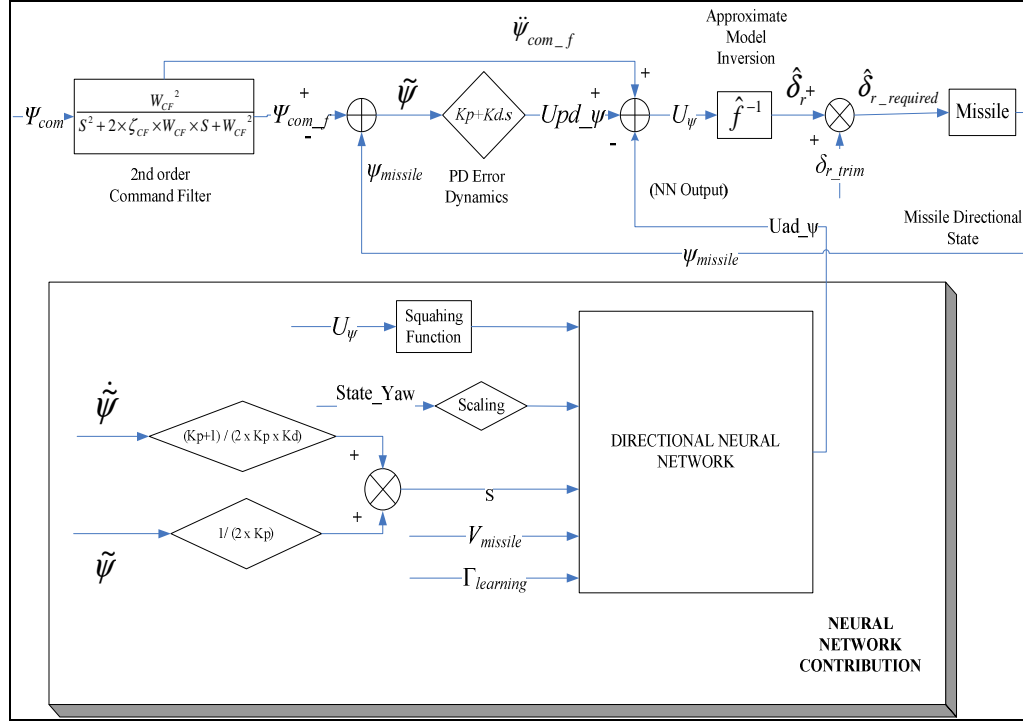 ψ̈com_f
Approximate
Model
Inversion
Ψcom
WCF²
S² + 2 × ζCF × WCF × S + WCF²
2nd order
Command Filter
+
Ψcom_f
-
ψmissile
ψ̃
Kp+Kd.s
PD Error
Dynamics
+
Upd_ψ
+
-
Uψ
f̂⁻¹
δ̂r
+
+
δr_trim
δ̂r_required
Missile
(NN Output)
Uad_ψ
Missile Directional
State
ψmissile
Uψ
Squahing
Function
State_Yaw
Scaling
ψ̃̇
(Kp+1) / (2 x Kp x Kd)
+
+
s
ψ̃
1/ (2 x Kp)
Vmissile
Γlearning
DIRECTIONAL NEURAL
NETWORK
NEURAL
NETWORK
CONTRIBUTION